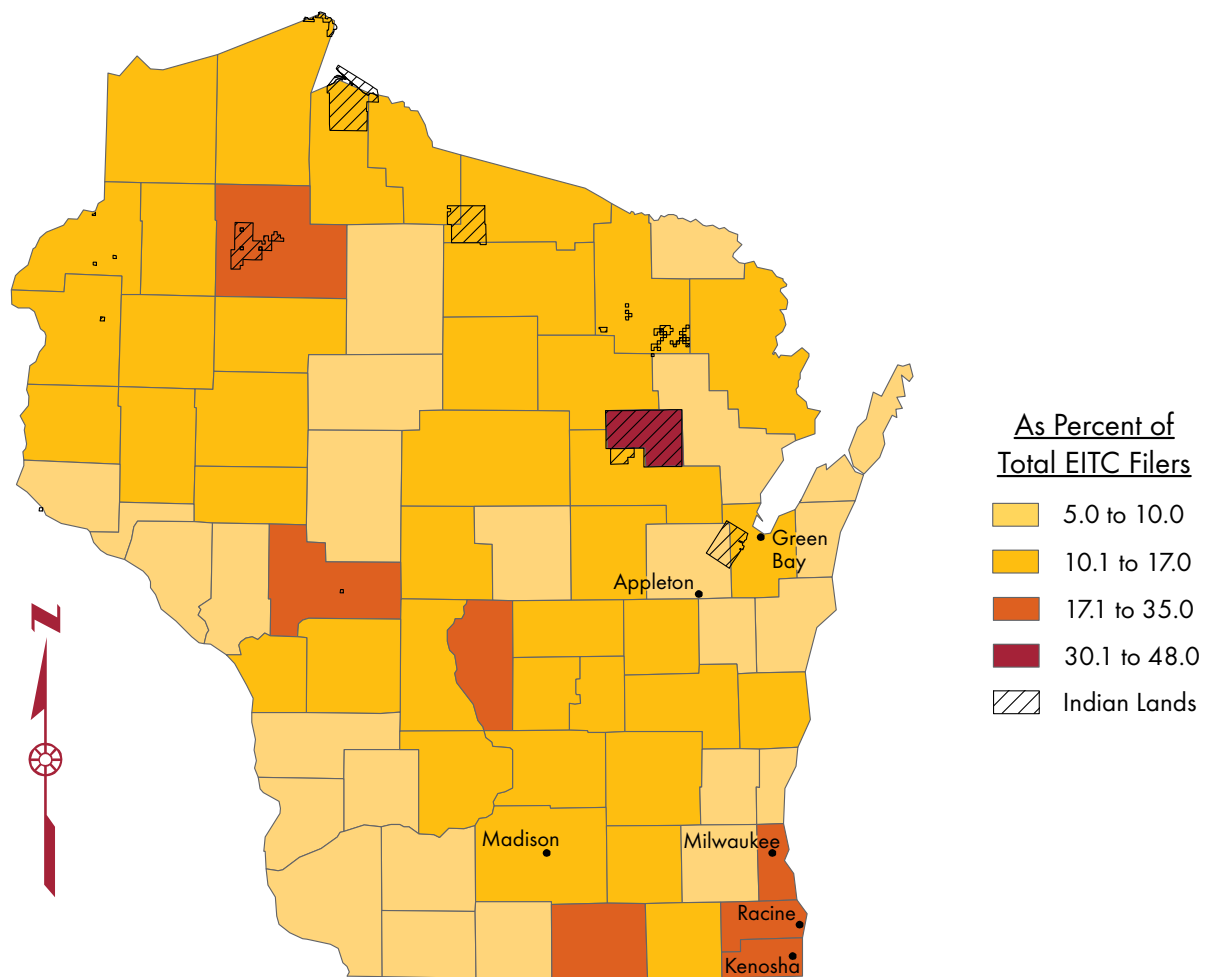 Green
Bay
Appleton
Madison
Milwaukee
Racine
Kenosha
N
As Percent of
Total EITC Filers
5.0 to 10.0
10.1 to 17.0
17.1 to 35.0
30.1 to 48.0
Indian Lands